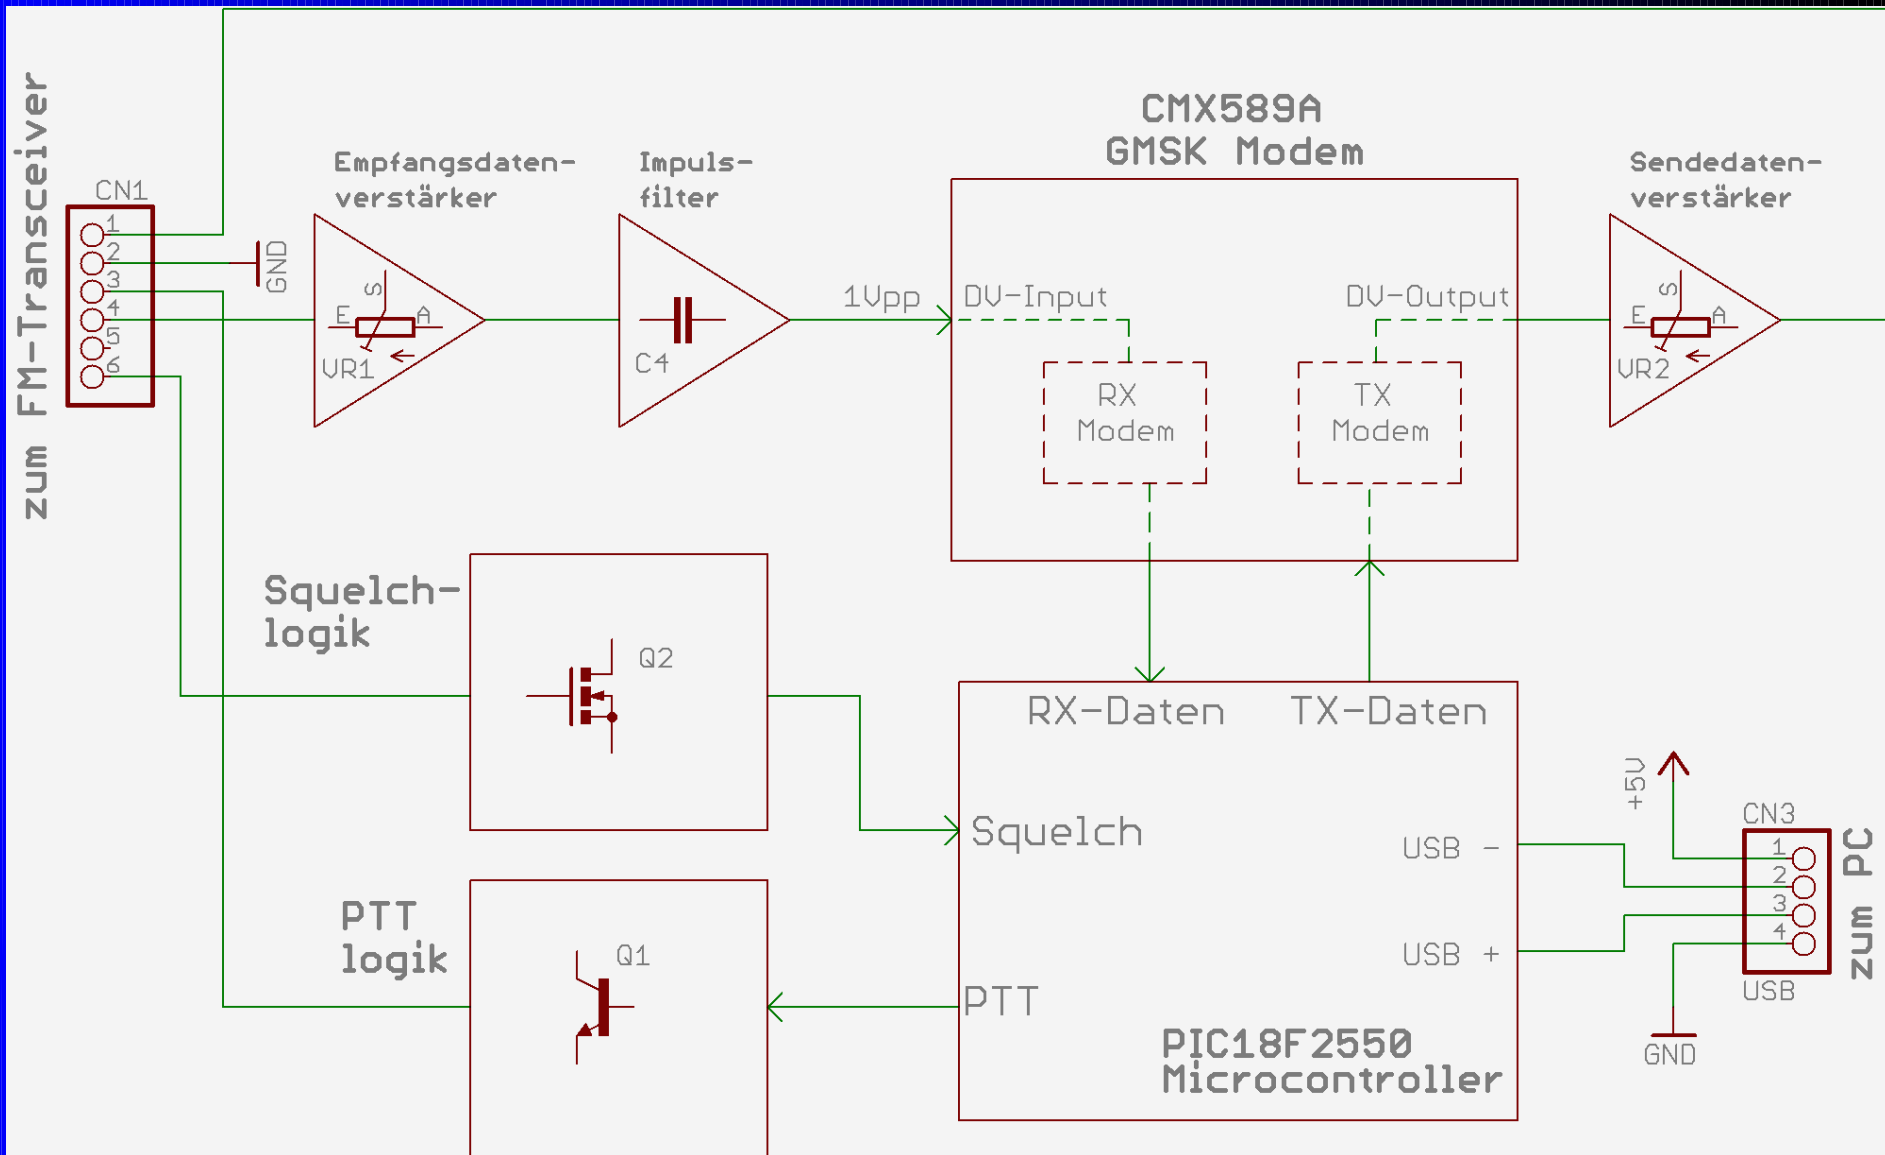 zum FM-Transceiver
CN1
1
2
3
4
5
6
GND
Empfangsdaten-
verstärker
E
S
A
VR1
Impuls-
filter
C4
1Vpp
CMX589A
GMSK Modem
DV-Input
DV-Output
RX
Modem
TX
Modem
Sendedaten-
verstärker
E
S
A
VR2
Squelch-
logik
Q2
PTT
logik
Q1
RX-Daten
TX-Daten
Squelch
USB -
USB +
PTT
PIC18F2550
Microcontroller
+5V
CN3
1
2
3
4
USB
GND
zum PC